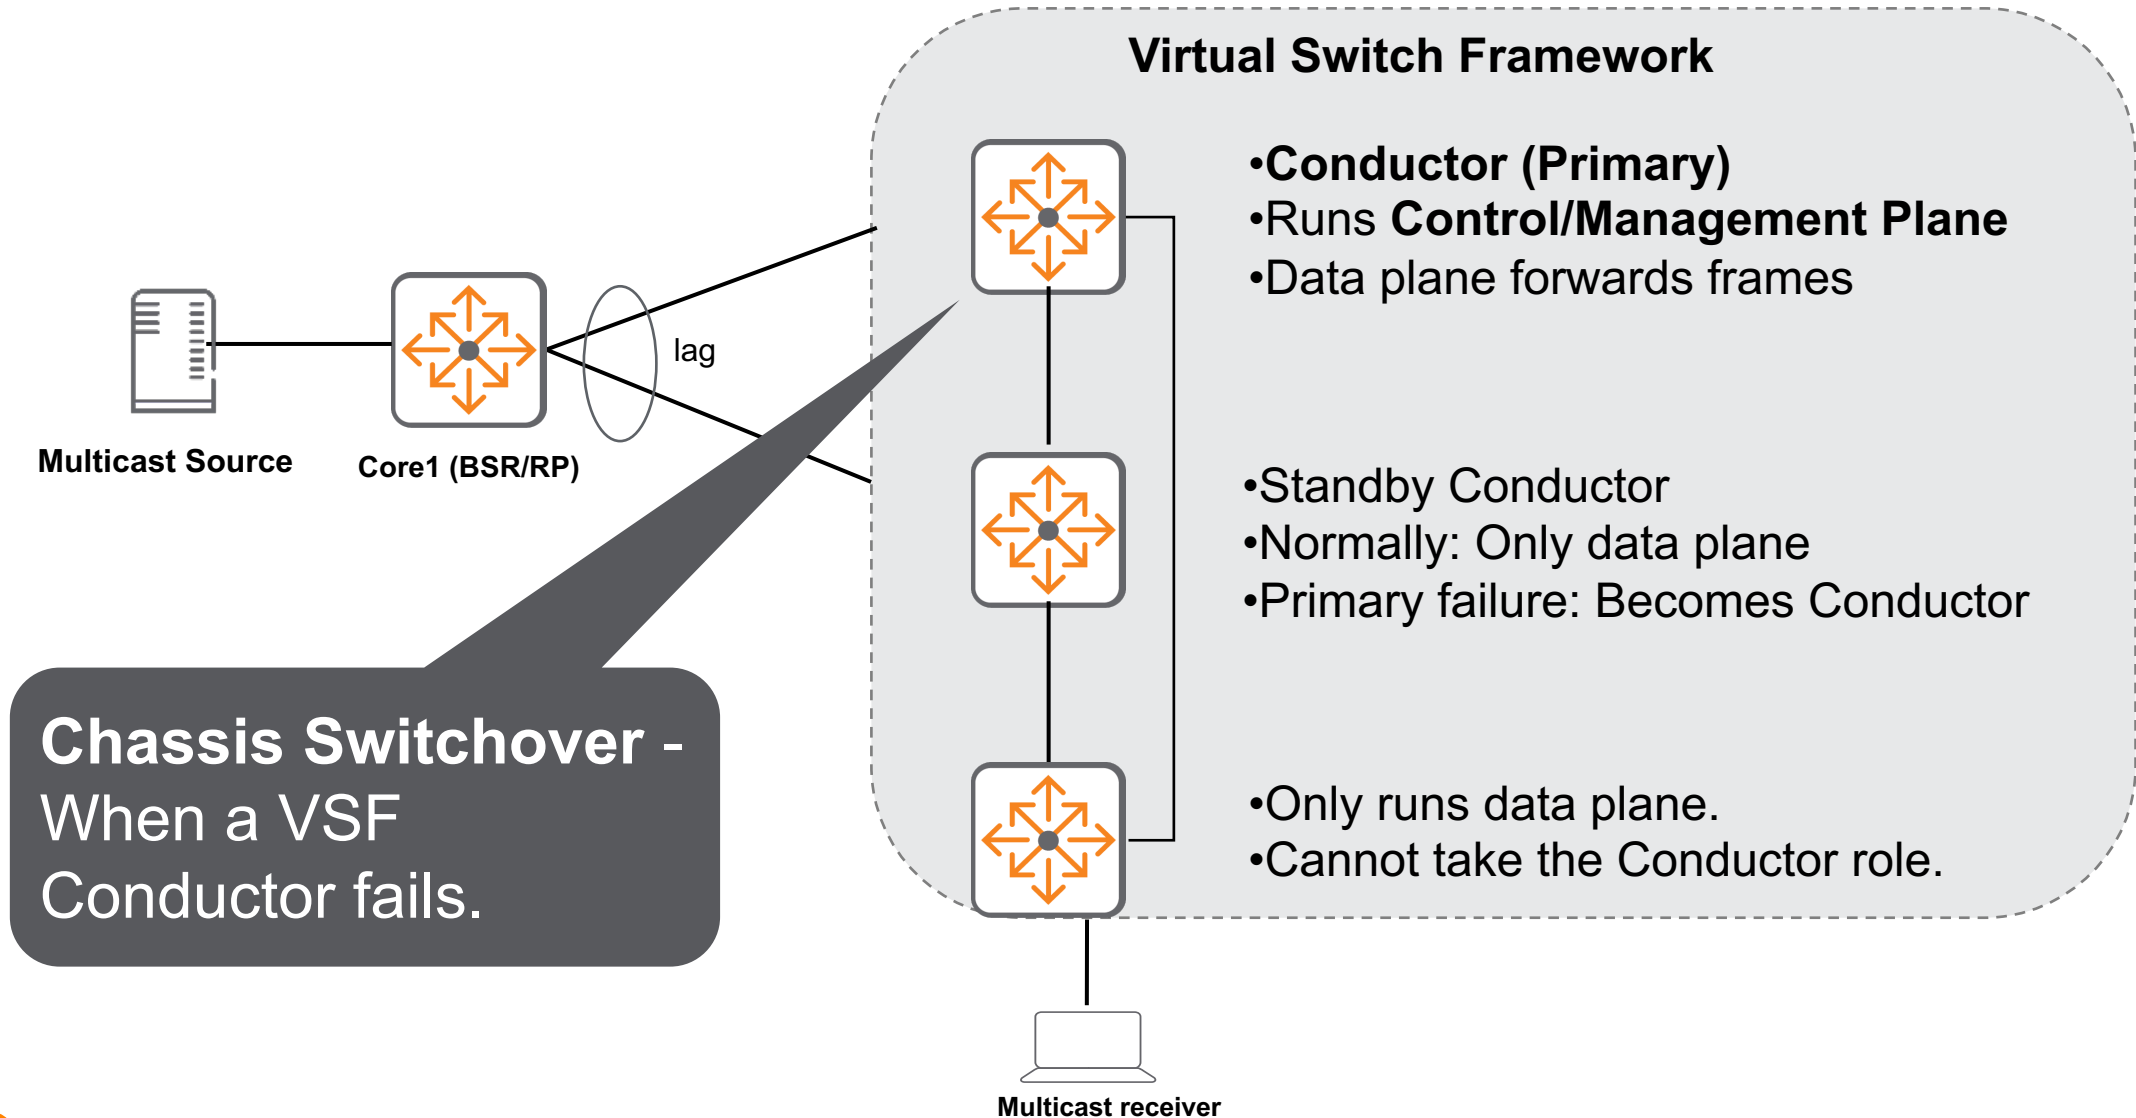 Virtual Switch Framework
•Conductor (Primary)
•Runs Control/Management Plane
•Data plane forwards frames
lag
Multicast Source
Core1 (BSR/RP)
•Standby Conductor
•Normally: Only data plane
•Primary failure: Becomes Conductor
Chassis Switchover -
When a VSF
Conductor fails.
•Only runs data plane.
•Cannot take the Conductor role.
Multicast receiver